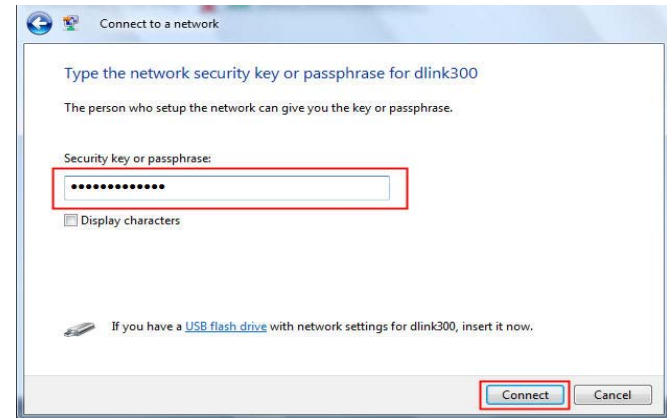 Connect to a network
Type the network security key or passphrase for dlink300
The person who setup the network can give you the key or passphrase.
Security key or passphrase:
•••••••••••••
Display characters
If you have a USB flash drive with network settings for dlink300, insert it now.
Connect Cancel